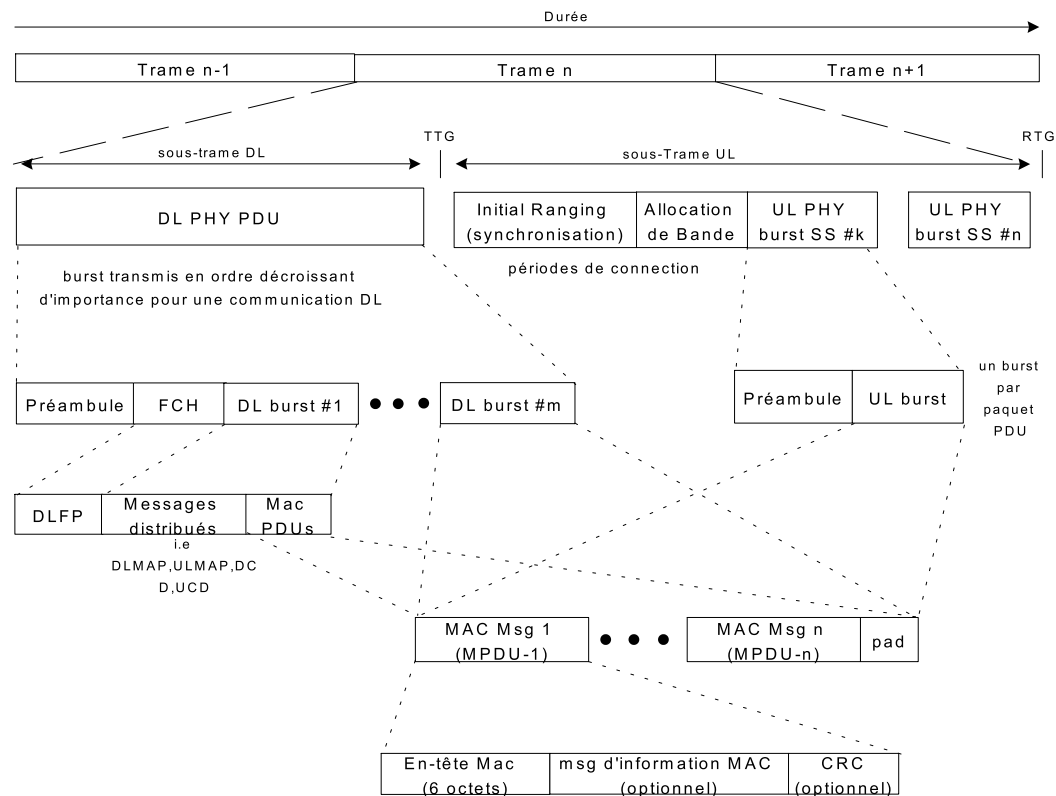 Durée
Trame n-1
Trame n
Trame n+1
TTG
RTG
sous-trame DL
sous-Trame UL
DL PHY PDU
Initial Ranging
(synchronisation)
Allocation
de Bande
UL PHY
burst SS #k
UL PHY
burst SS #n
périodes de connection
burst transmis en ordre décroissant
d'importance pour une communication DL
Préambule
FCH
DL burst #1
DL burst #m
Préambule
UL burst
un burst
par
paquet
PDU
DLFP
Messages
distribués
Mac
PDUs
i.e
DLMAP,ULMAP,DC
D,UCD
MAC Msg 1
(MPDU-1)
MAC Msg n
(MPDU-n)
pad
En-tête Mac
(6 octets)
msg d'information MAC
(optionnel)
CRC
(optionnel)